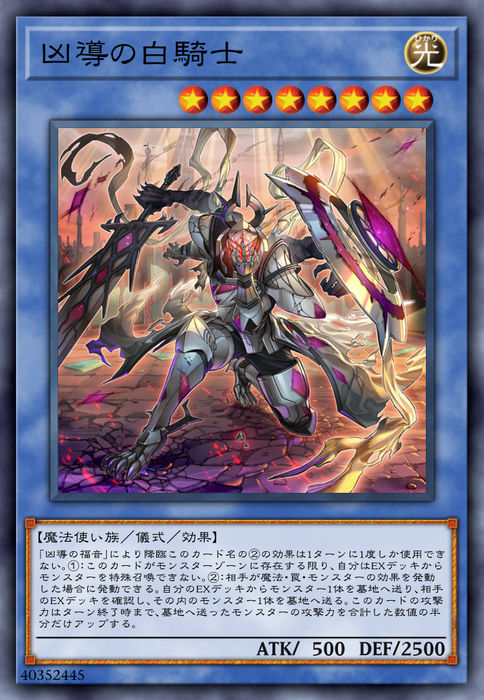 凶導の白騎士
ひかり
光
【魔法使い族／儀式／効果】
「凶導の福音」により降臨このカード名の②の効果は1ターンに1度しか使用でき
ない。①：このカードがモンスターゾーンに存在する限り、自分はEXデッキから
モンスターを特殊召喚できない。②：相手が魔法・罠・モンスターの効果を発動
した場合に発動できる。自分のEXデッキからモンスター1体を墓地へ送り、相手
のEXデッキを確認し、その内のモンスター1体を墓地へ送る。このカードの攻撃
力はターン終了時まで、墓地へ送ったモンスターの攻撃力を合計した数値の半
分だけアップする。
ATK/ 500 DEF/2500
40352445